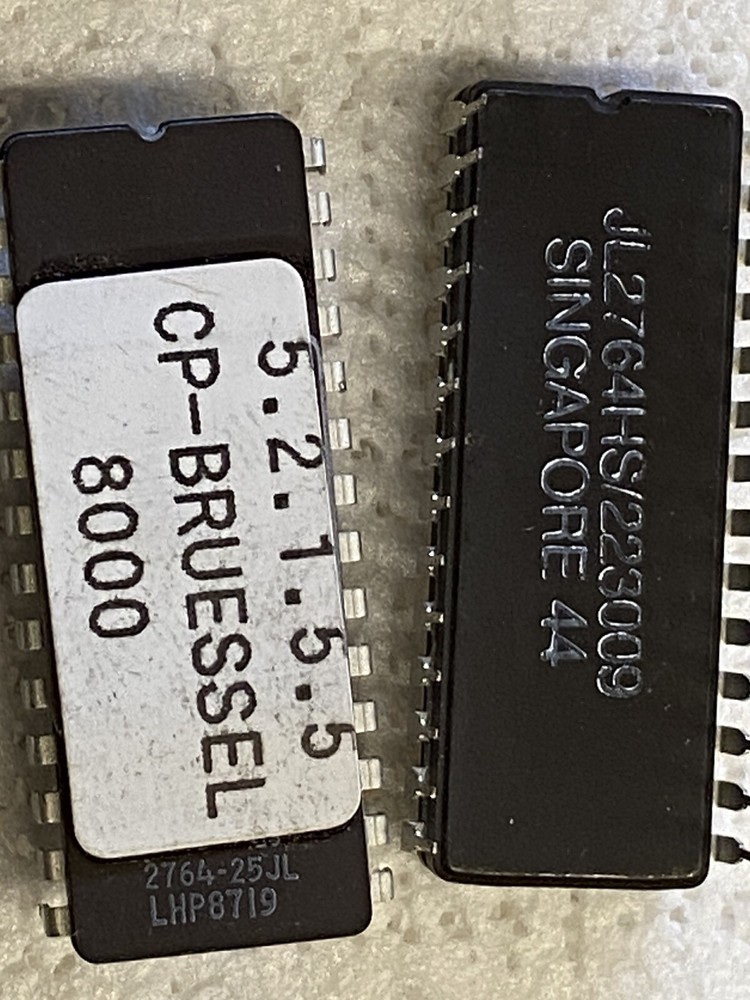 5.2.1.5.5
CP-BRUESSEL
8000
2764-25JL
LHP8719
JL2764HS/223009
SINGAPORE 44